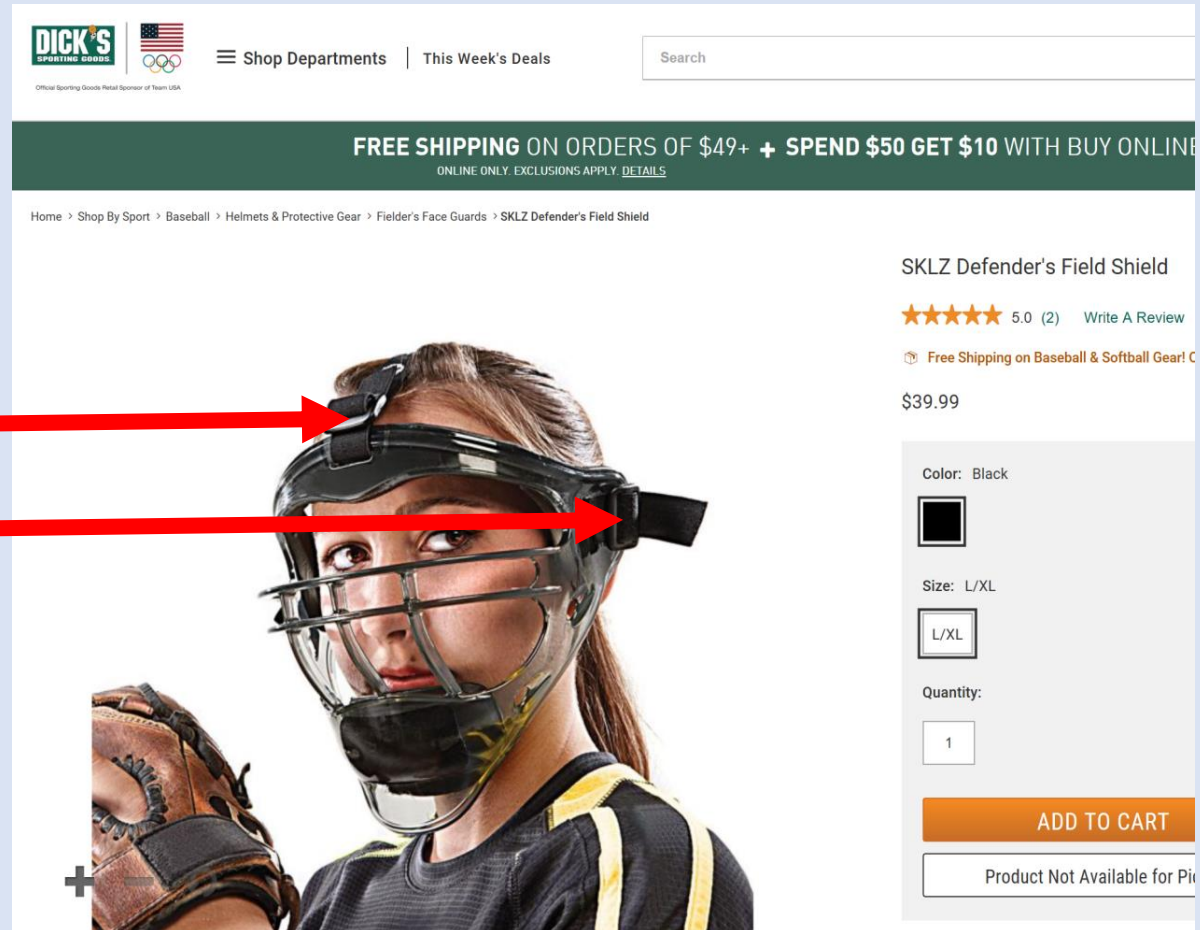 DICK'S
SPORTING GOODS
Official Sporting Goods Retail Sponsor of Team USA
Shop Departments
This Week's Deals
Search
FREE SHIPPING ON ORDERS OF $49+ + SPEND $50 GET $10 WITH BUY ONLINE
ONLINE ONLY. EXCLUSIONS APPLY. DETAILS
Home > Shop By Sport > Baseball > Helmets & Protective Gear > Fielder's Face Guards > SKLZ Defender's Field Shield
SKLZ Defender's Field Shield
5.0 (2) Write A Review
Free Shipping on Baseball & Softball Gear!
$39.99
Color: Black
Size: L/XL
L/XL
Quantity:
1
ADD TO CART
Product Not Available for